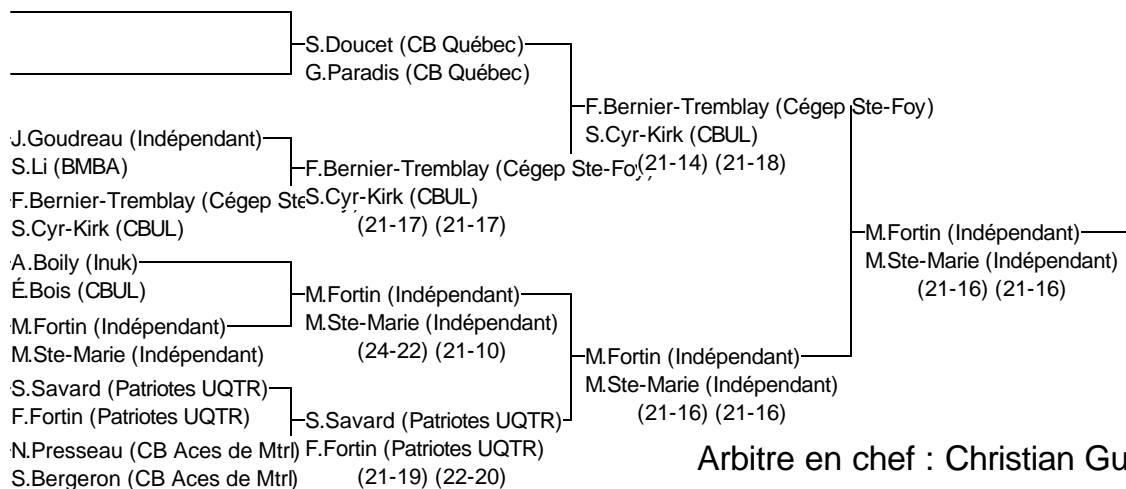 S.Doucet (CB Québec)
G.Paradis (CB Québec)
F.Bernier-Tremblay (Cégep Ste-Foy)
S.Cyr-Kirk (CBUL)
(21-14) (21-18)
J.Goudreau (Indépendant)
S.Li (BMBA)
F.Bernier-Tremblay (Cégep Ste-Fo
S.Cyr-Kirk (CBUL)
(21-17) (21-17)
F.Bernier-Tremblay (Cégep Ste
S.Cyr-Kirk (CBUL)
M.Fortin (Indépendant)
M.Ste-Marie (Indépendant)
(21-16) (21-16)
A.Boily (Inuk)
É.Bois (CBUL)
M.Fortin (Indépendant)
M.Ste-Marie (Indépendant)
(24-22) (21-10)
M.Fortin (Indépendant)
M.Ste-Marie (Indépendant)
M.Fortin (Indépendant)
M.Ste-Marie (Indépendant)
(21-16) (21-16)
S.Savard (Patriotes UQTR)
F.Fortin (Patriotes UQTR)
S.Savard (Patriotes UQTR)
F.Fortin (Patriotes UQTR)
(21-19) (22-20)
N.Presseau (CB Aces de Mtrl)
S.Bergeron (CB Aces de Mtrl)
Arbitre en chef : Christian Gu